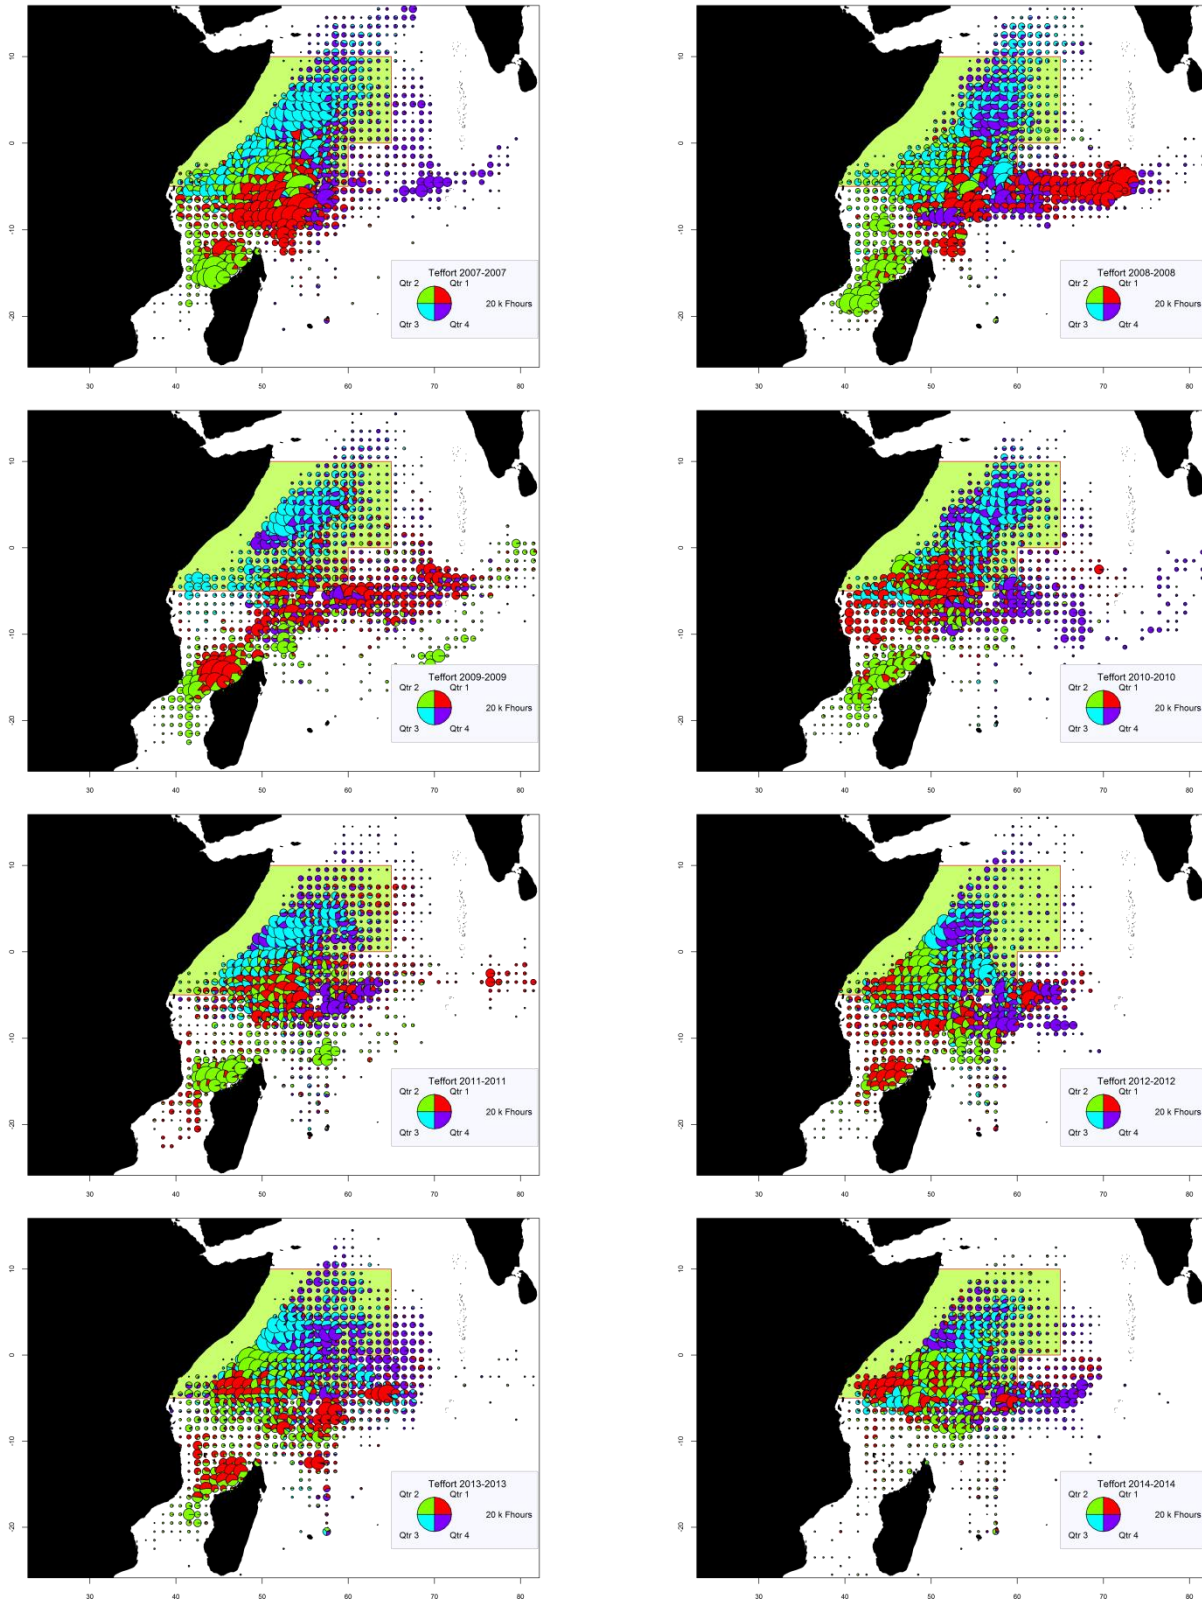 10
0
-10
-20
Teffort 2007-2007
Qtr 2 Qtr 1
20 k Fhours
Qtr 3 Qtr 4
30 40 50 60 70 80
10
0
-10
-20
Teffort 2008-2008
Qtr 2 Qtr 1
20 k Fhours
Qtr 3 Qtr 4
30 40 50 60 70 80
10
0
-10
-20
Teffort 2009-2009
Qtr 2 Qtr 1
20 k Fhours
Qtr 3 Qtr 4
30 40 50 60 70 80
10
0
-10
-20
Teffort 2010-2010
Qtr 2 Qtr 1
20 k Fhours
Qtr 3 Qtr 4
30 40 50 60 70 80
10
0
-10
-20
Teffort 2011-2011
Qtr 2 Qtr 1
20 k Fhours
Qtr 3 Qtr 4
30 40 50 60 70 80
10
0
-10
-20
Teffort 2012-2012
Qtr 2 Qtr 1
20 k Fhours
Qtr 3 Qtr 4
30 40 50 60 70 80
10
0
-10
-20
Teffort 2013-2013
Qtr 2 Qtr 1
20 k Fhours
Qtr 3 Qtr 4
30 40 50 60 70 80
10
0
-10
-20
Teffort 2014-2014
Qtr 2 Qtr 1
20 k Fhours
Qtr 3 Qtr 4
30 40 50 60 70 80